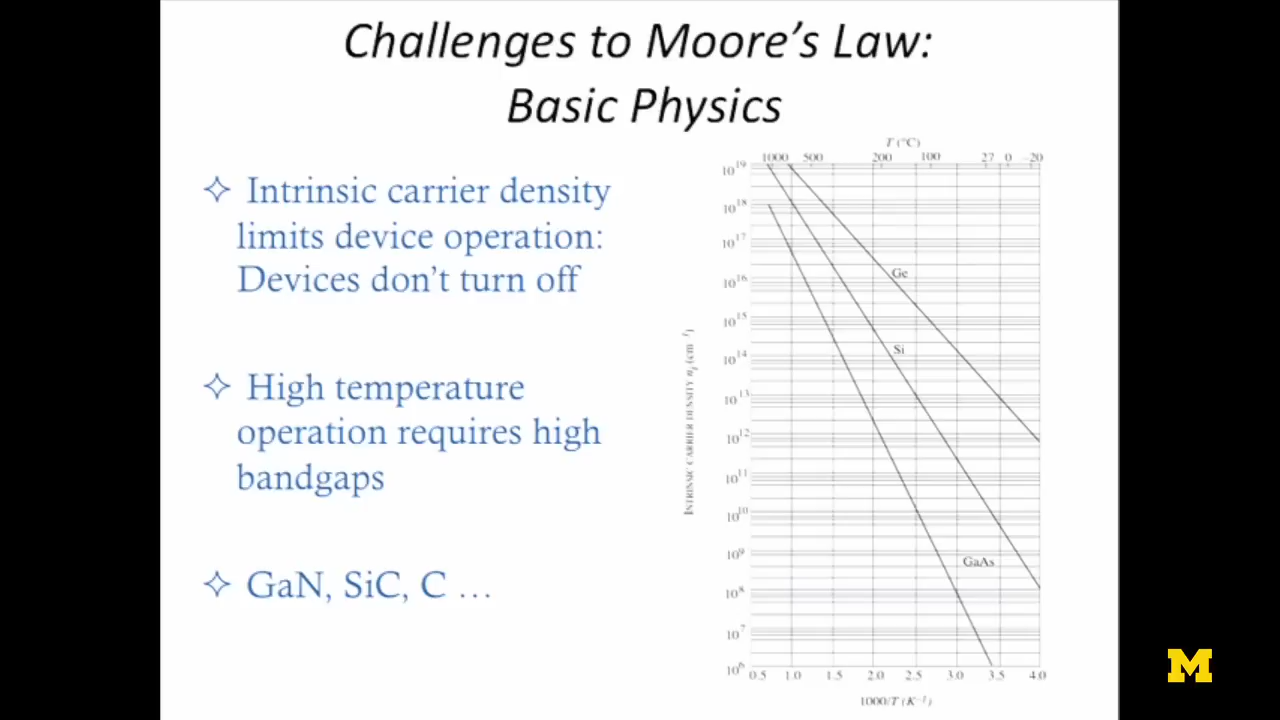 Challenges to Moore's Law:
Basic Physics
✧ Intrinsic carrier density
limits device operation:
Devices don't turn off
✧ High temperature
operation requires high
bandgaps
✧ GaN, SiC, C ...
T (°C)
1000 500 200 100 27 0 -20
10¹⁹
10¹⁸
10¹⁷
10¹⁶
10¹⁵
10¹⁴
10¹³
10¹²
10¹¹
10¹⁰
10⁹
10⁸
10⁷
10⁶
Ge
Si
GaAs
INTRINSIC CARRIER DENSITY nᵢ (cm⁻³)
0.5 1.0 1.5 2.0 2.5 3.0 3.5 4.0
1000/T (K⁻¹)
M